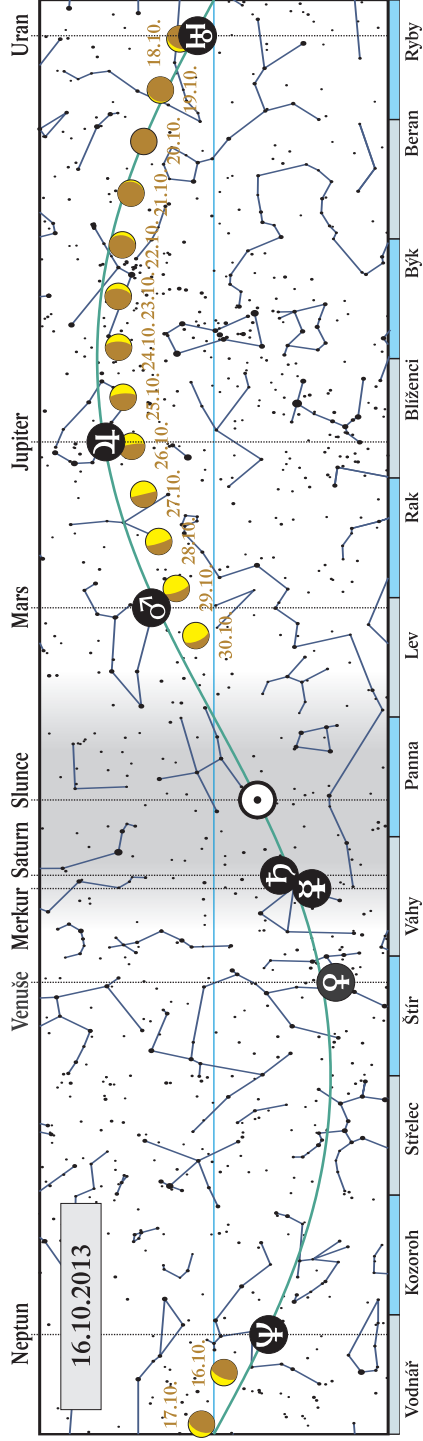 Neptun
Venuše
Merkur
Saturn
Slunce
Mars
Jupiter
Uran
16.10.2013
17.10.
16.10.
30.10.
29.10
28.10.
27.10.
26.10.
23.10.
24.10.
23.10.
22.10.
21.10.
20.10.
19.10.
18.10.
Vodnář
Kozoroh
Střelec
Štír
Váhy
Panna
Lev
Rak
Blíženci
Býk
Beran
Ryby